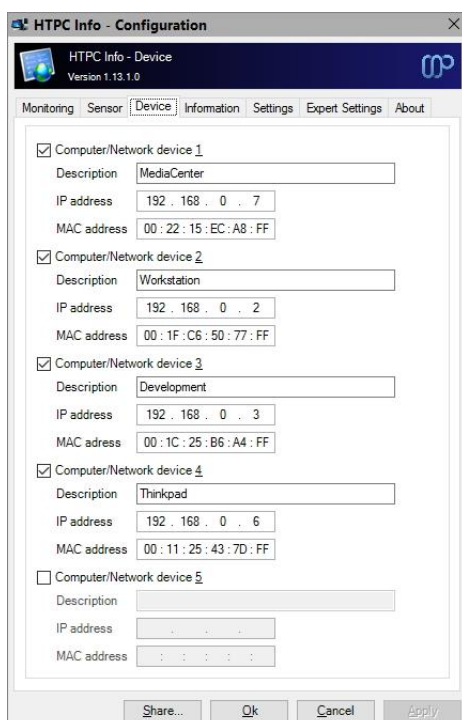 HTPC Info - Configuration
HTPC Info - Device
Version 1.13.1.0
Monitoring Sensor Device Information Settings Expert Settings About
Computer/Network device 1
Description MediaCenter
IP address 192 . 168 . 0 . 7
MAC address 00 : 22 : 15 : EC : A8 : FF
Computer/Network device 2
Description Workstation
IP address 192 . 168 . 0 . 2
MAC address 00 : 1F : C6 : 50 : 77 : FF
Computer/Network device 3
Description Development
IP address 192 . 168 . 0 . 3
MAC adress 00 : 1C : 25 : B6 : A4 : FF
Computer/Network device 4
Description Thinkpad
IP address 192 . 168 . 0 . 6
MAC address 00 : 11 : 25 : 43 : 7D : FF
Computer/Network device 5
Description
IP address . . .
MAC address : : : : :
Share... Ok Cancel Apply